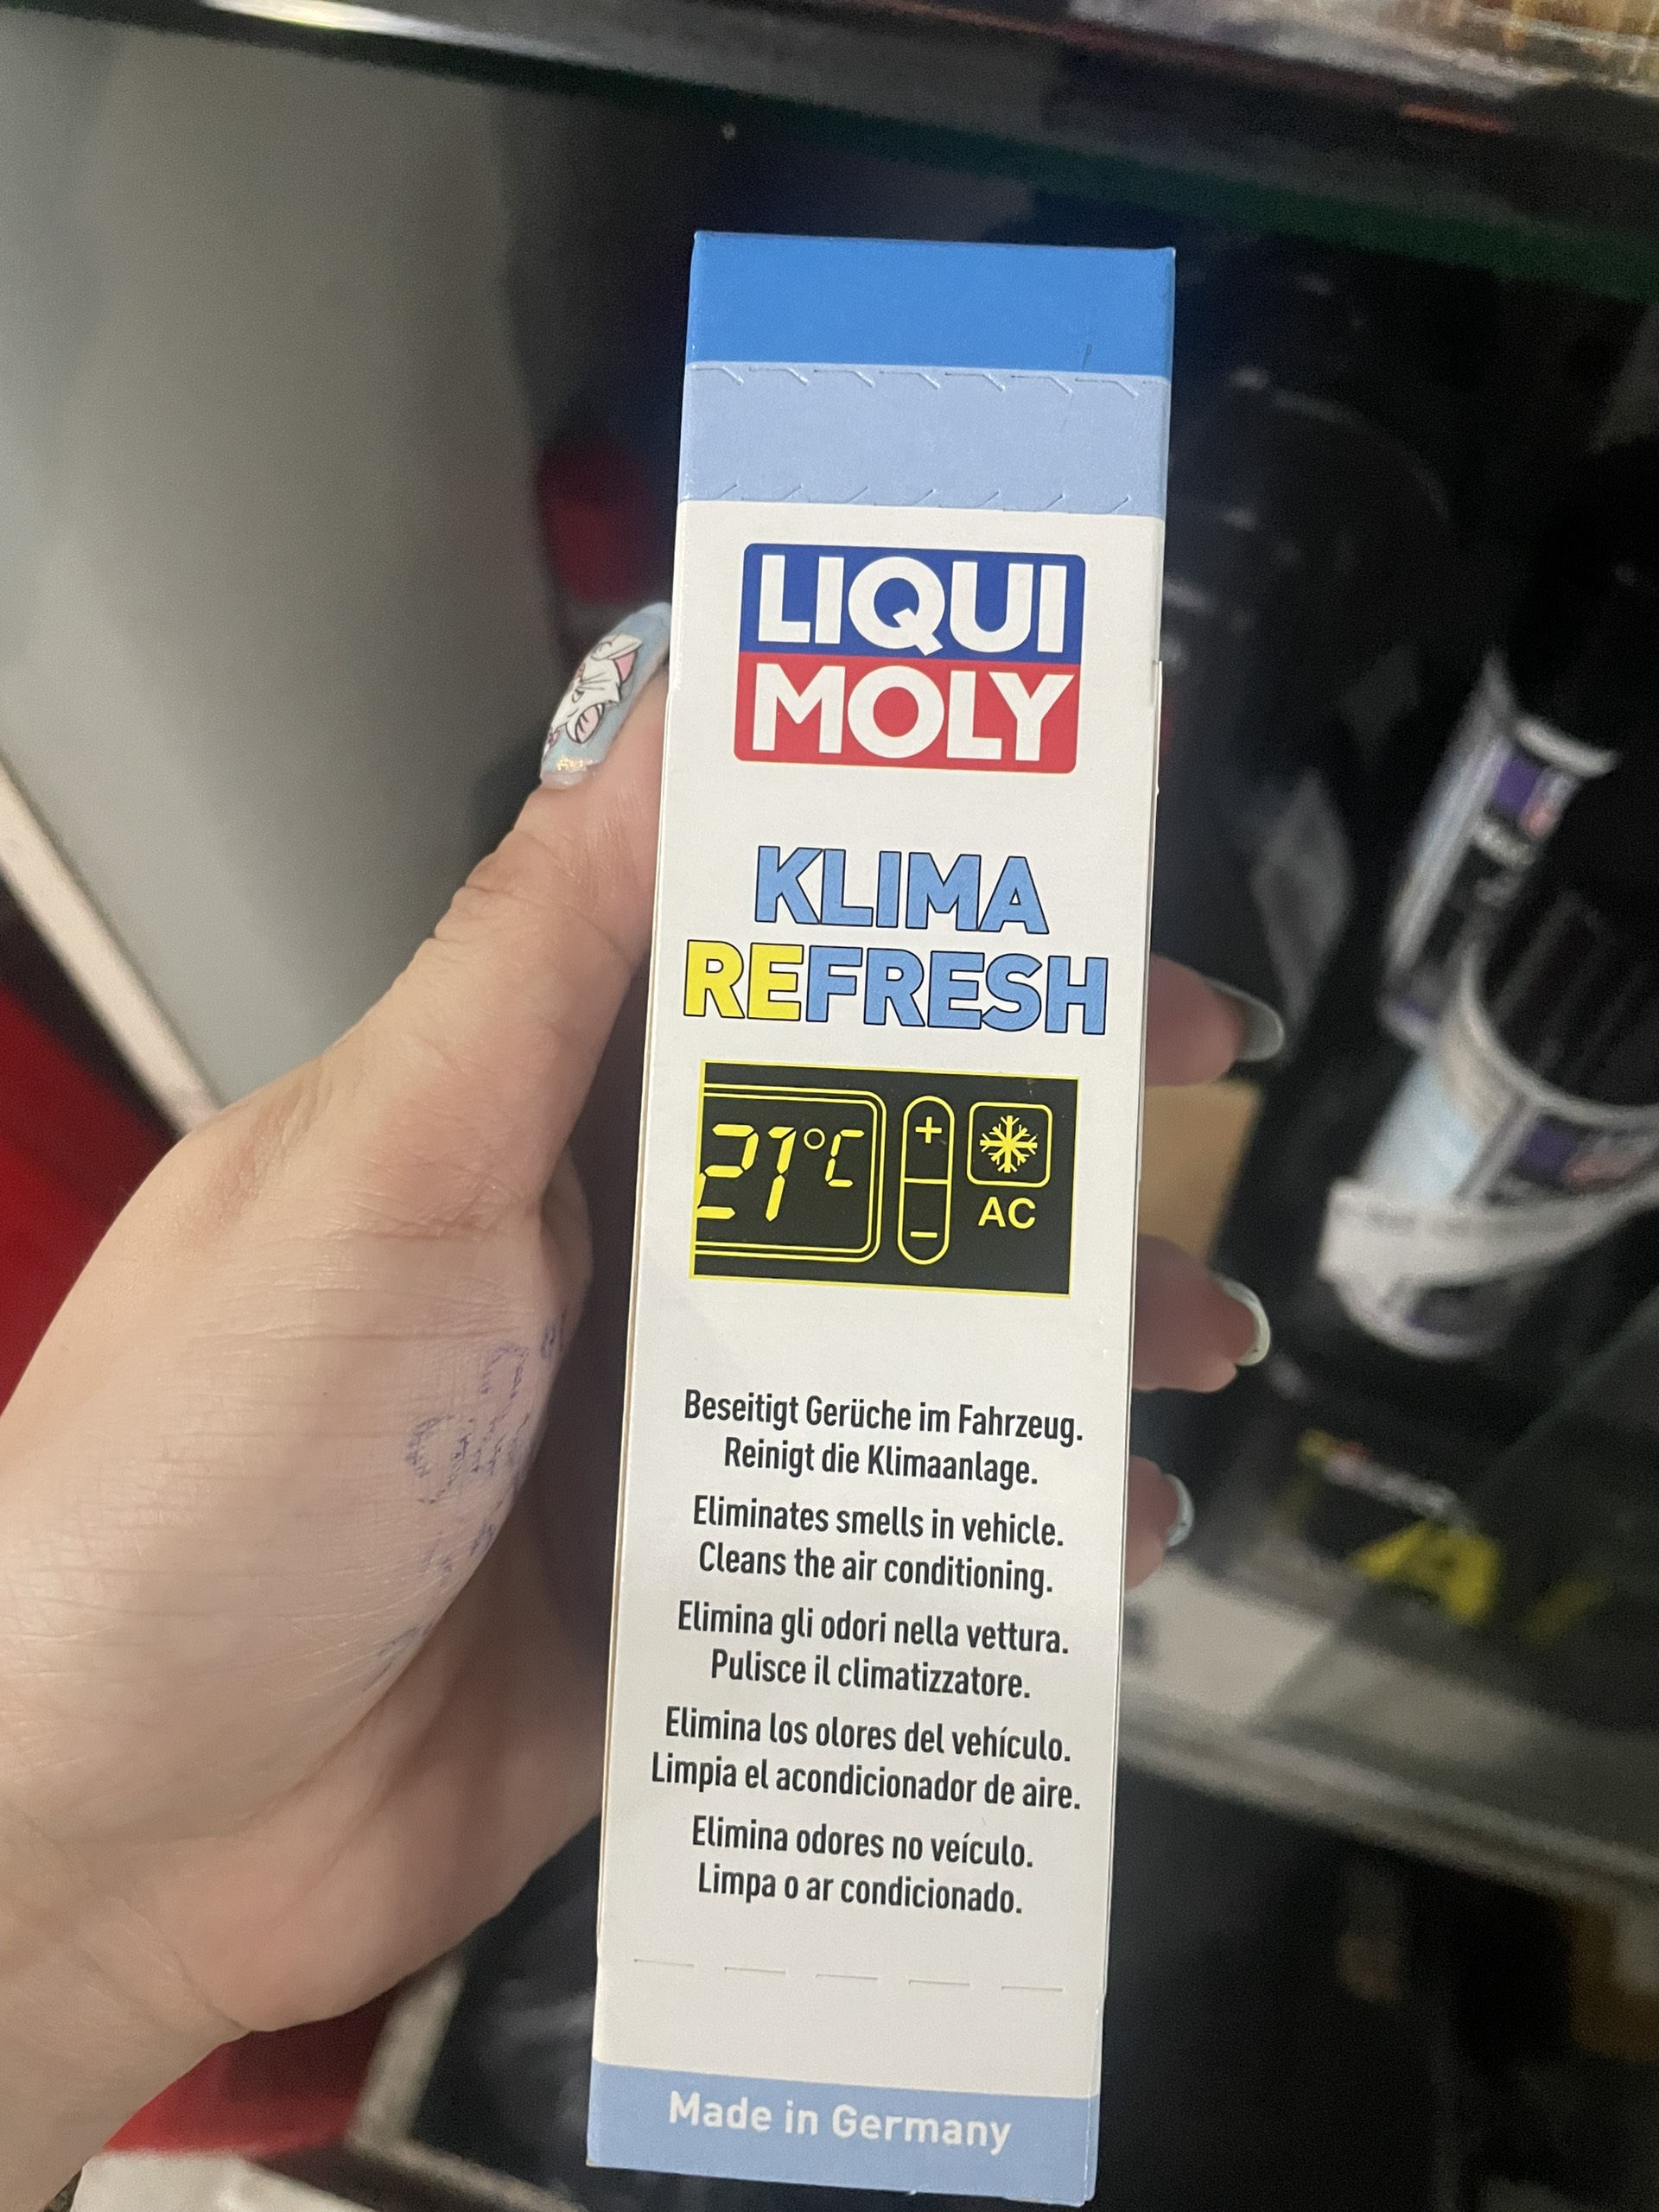 LIQUI
MOLY
KLIMA
REFRESH
21°C
+
−
AC
Beseitigt Gerüche im Fahrzeug.
Reinigt die Klimaanlage.
Eliminates smells in vehicle.
Cleans the air conditioning.
Elimina gli odori nella vettura.
Pulisce il climatizzatore.
Elimina los olores del vehículo.
Limpia el acondicionador de aire.
Elimina odores no veículo.
Limpa o ar condicionado.
Made in Germany